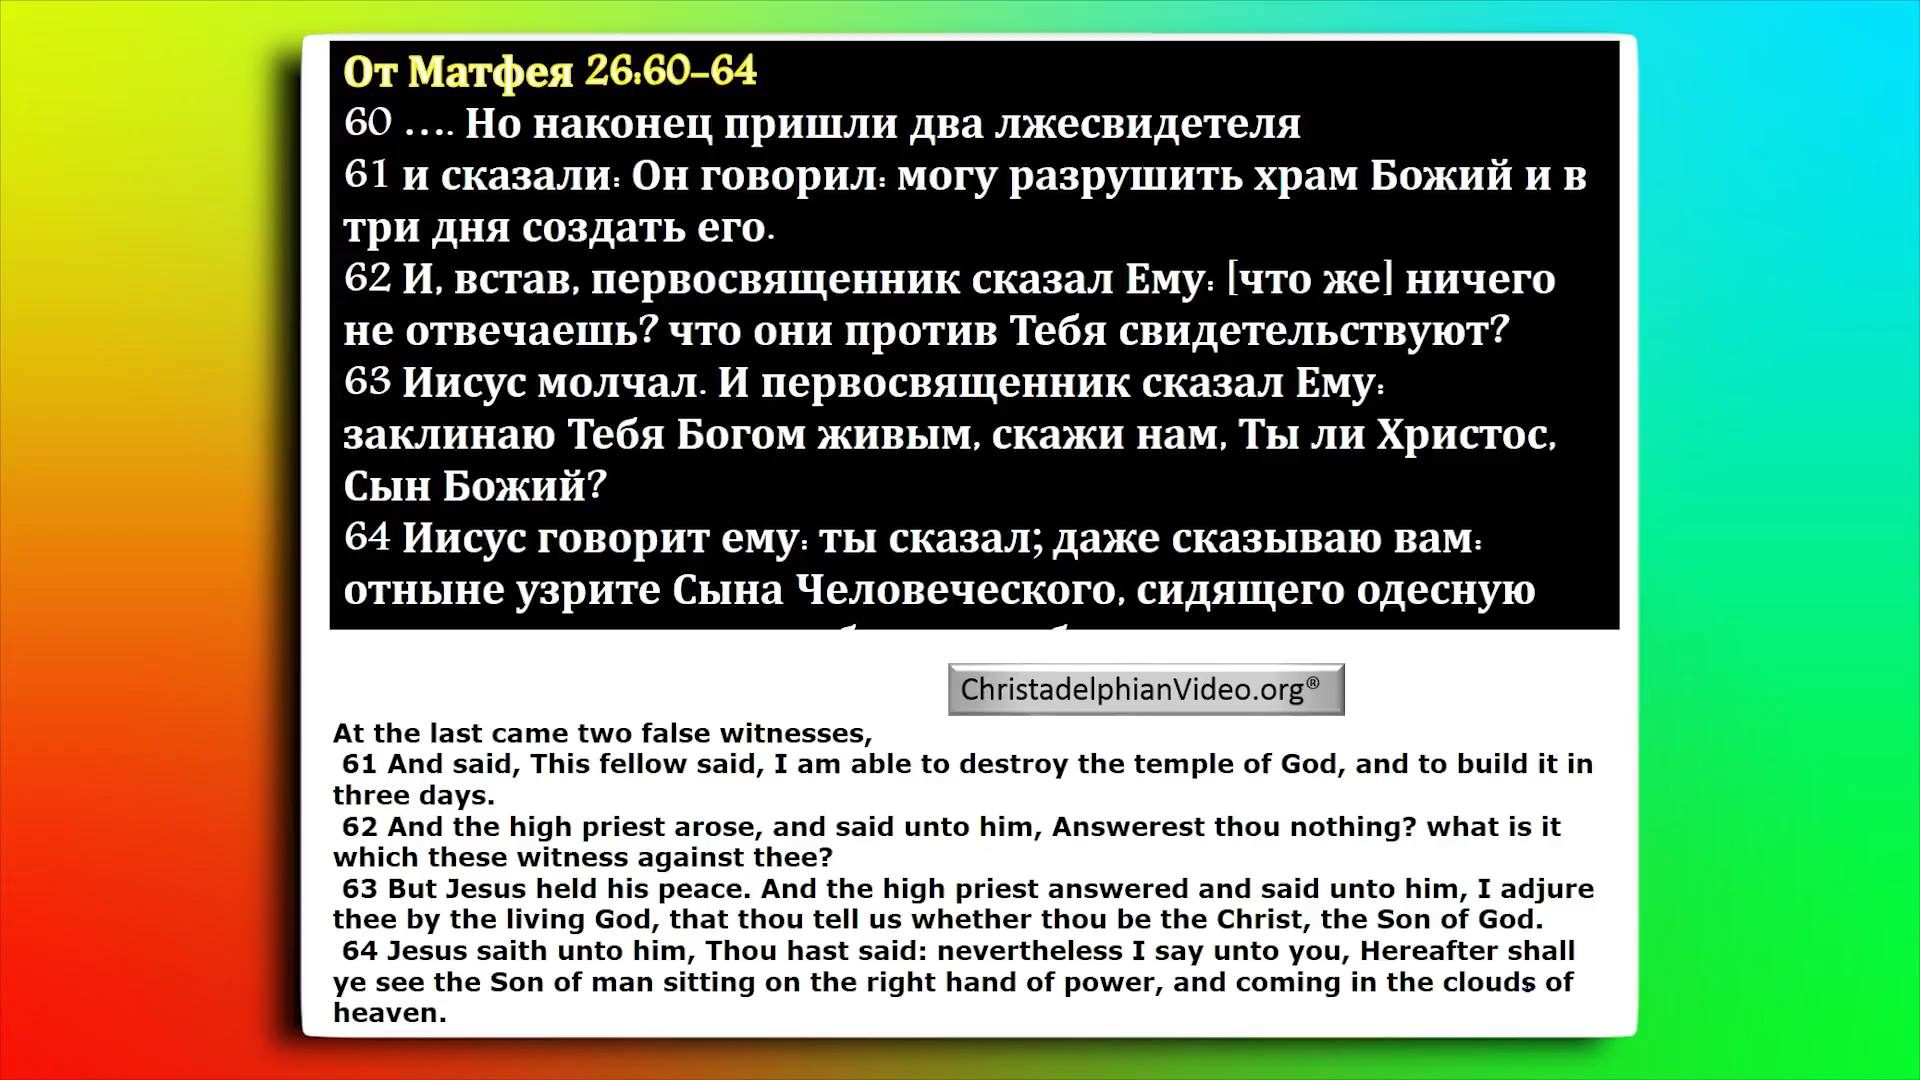 От Матфея 26:60-64
60 .... Но наконец пришли два лжесвидетеля
61 и сказали: Он говорил: могу разрушить храм Божий и в
три дня создать его.
62 И, встав, первосвященник сказал Ему: [что же] ничего
не отвечаешь? что они против Тебя свидетельствуют?
63 Иисус молчал. И первосвященник сказал Ему:
заклинаю Тебя Богом живым, скажи нам, Ты ли Христос,
Сын Божий?
64 Иисус говорит ему: ты сказал; даже сказываю вам:
отныне узрите Сына Человеческого, сидящего одесную
ChristadelphianVideo.org®
At the last came two false witnesses,
61 And said, This fellow said, I am able to destroy the temple of God, and to build it in
three days.
62 And the high priest arose, and said unto him, Answerest thou nothing? what is it
which these witness against thee?
63 But Jesus held his peace. And the high priest answered and said unto him, I adjure
thee by the living God, that thou tell us whether thou be the Christ, the Son of God.
64 Jesus saith unto him, Thou hast said: nevertheless I say unto you, Hereafter shall
ye see the Son of man sitting on the right hand of power, and coming in the clouds of
heaven.